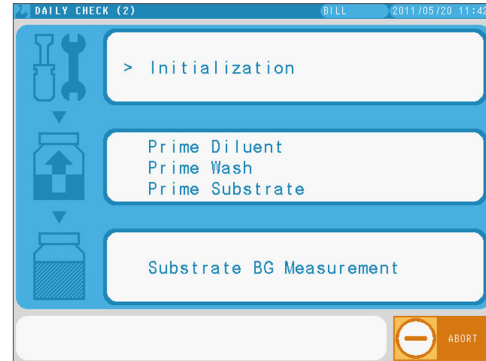 DAILY CHECK (2) BILL 2011/05/20 11:42
> Initialization
Prime Diluent
Prime Wash
Prime Substrate
Substrate BG Measurement
ABORT